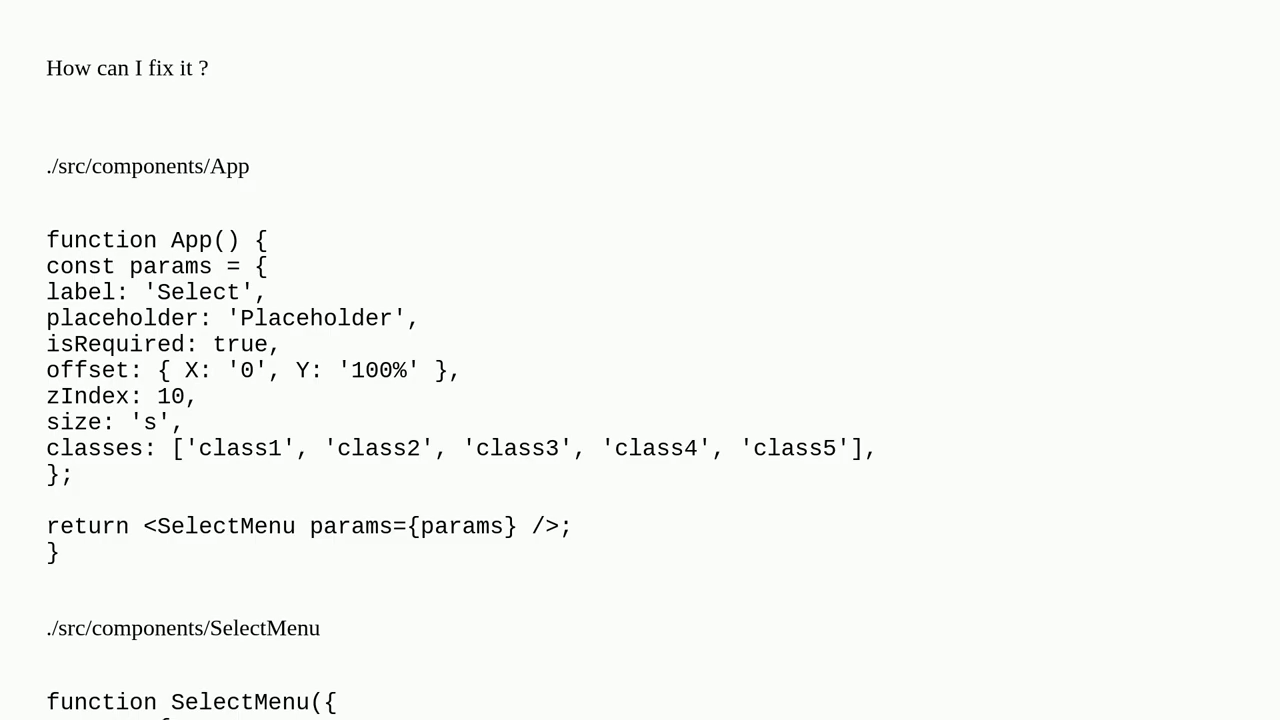 How can I fix it ?
./src/components/App
function App() {
const params = {
label: 'Select',
placeholder: 'Placeholder',
isRequired: true,
offset: { X: '0', Y: '100%' },
zIndex: 10,
size: 's',
classes: ['class1', 'class2', 'class3', 'class4', 'class5'],
};
return <SelectMenu params={params} />;
}
./src/components/SelectMenu
function SelectMenu({